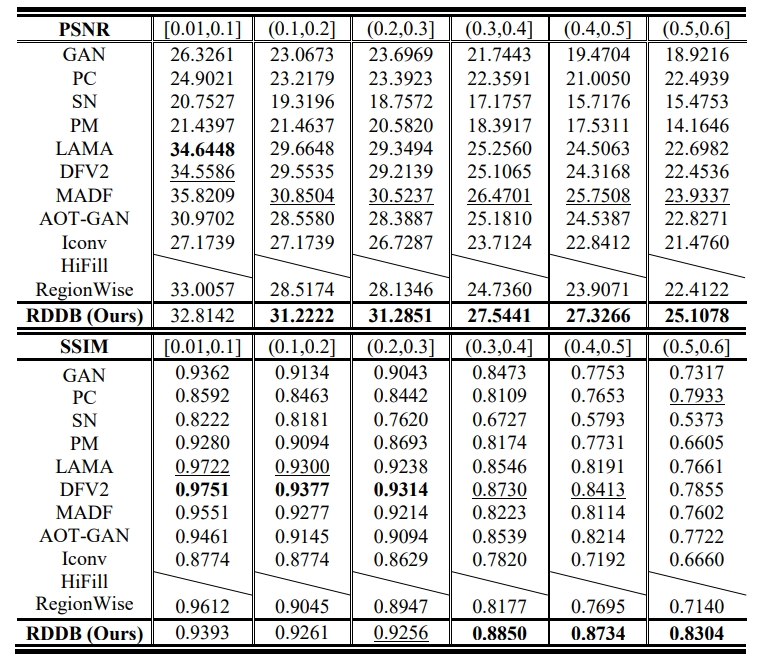 PSNR [0.01,0.1] (0.1,0.2] (0.2,0.3] (0.3,0.4] (0.4,0.5] (0.5,0.6]
GAN 26.3261 23.0673 23.6969 21.7443 19.4704 18.9216
PC 24.9021 23.2179 23.3923 22.3591 21.0050 22.4939
SN 20.7527 19.3196 18.7572 17.1757 15.7176 15.4753
PM 21.4397 21.4637 20.5820 18.3917 17.5311 14.1646
LAMA 34.6448 29.6648 29.3494 25.2560 24.5063 22.6982
DFV2 34.5586 29.5535 29.2139 25.1065 24.3168 22.4536
MADF 35.8209 30.8504 30.5237 26.4701 25.7508 23.9337
AOT-GAN 30.9702 28.5580 28.3887 25.1810 24.5387 22.8271
Iconv 27.1739 27.1739 26.7287 23.7124 22.8412 21.4760
HiFill
RegionWise 33.0057 28.5174 28.1346 24.7360 23.9071 22.4122
RDDB (Ours) 32.8142 31.2222 31.2851 27.5441 27.3266 25.1078
SSIM [0.01,0.1] (0.1,0.2] (0.2,0.3] (0.3,0.4] (0.4,0.5] (0.5,0.6]
GAN 0.9362 0.9134 0.9043 0.8473 0.7753 0.7317
PC 0.8592 0.8463 0.8442 0.8109 0.7653 0.7933
SN 0.8222 0.8181 0.7620 0.6727 0.5793 0.5373
PM 0.9280 0.9094 0.8693 0.8174 0.7731 0.6605
LAMA 0.9722 0.9300 0.9238 0.8546 0.8191 0.7661
DFV2 0.9751 0.9377 0.9314 0.8730 0.8413 0.7855
MADF 0.9551 0.9277 0.9214 0.8223 0.8114 0.7602
AOT-GAN 0.9461 0.9145 0.9094 0.8539 0.8214 0.7722
Iconv 0.8774 0.8774 0.8629 0.7820 0.7192 0.6660
HiFill
RegionWise 0.9612 0.9045 0.8947 0.8177 0.7695 0.7140
RDDB (Ours) 0.9393 0.9261 0.9256 0.8850 0.8734 0.8304